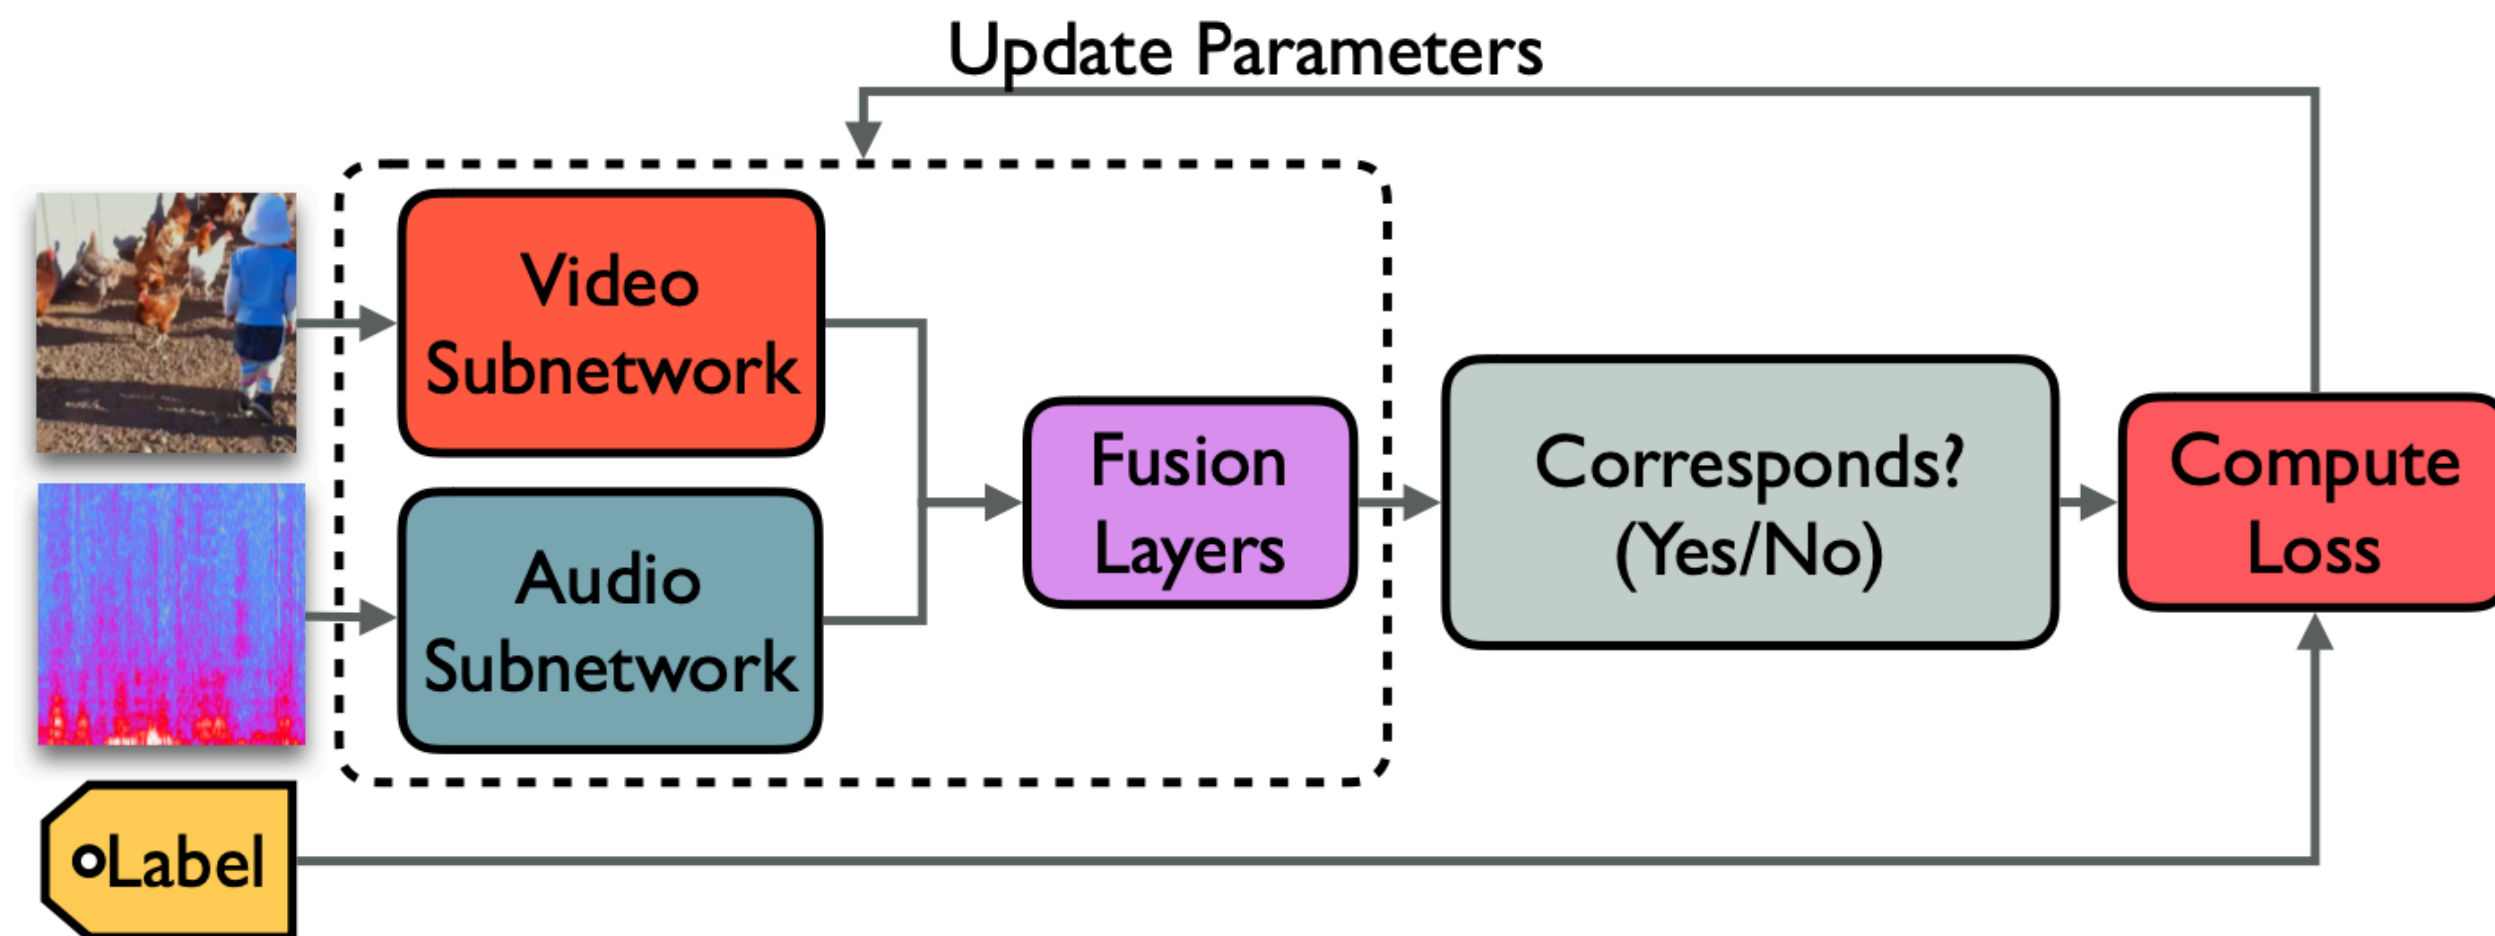 Update Parameters
Video
Subnetwork
Audio
Subnetwork
Fusion
Layers
Corresponds?
(Yes/No)
Compute
Loss
Label